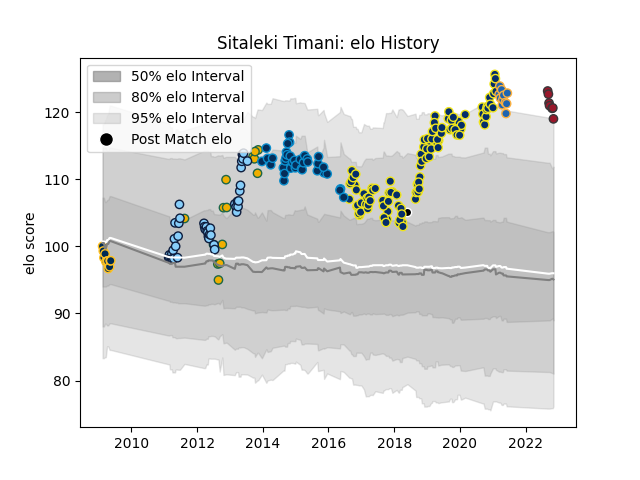 Sitaleki Timani: elo History
50% elo Interval
80% elo Interval
95% elo Interval
Post Match elo
elo score
120
110
100
90
80
2010 2012 2014 2016 2018 2020 2022